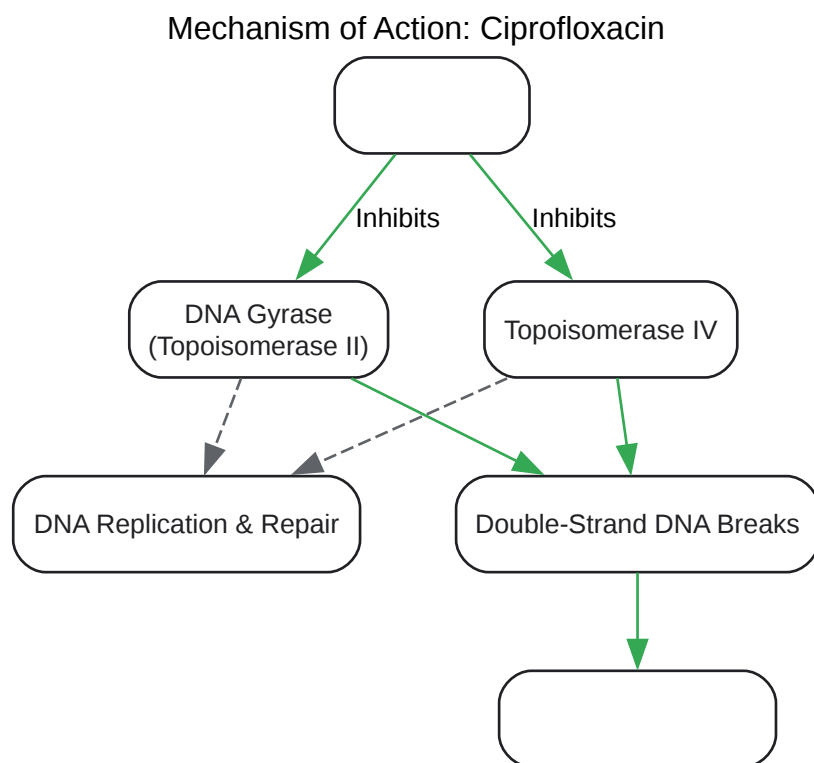 Mechanism of Action: Ciprofloxacin
Inhibits
Inhibits
DNA Gyrase
(Topoisomerase II)
Topoisomerase IV
DNA Replication & Repair
Double-Strand DNA Breaks